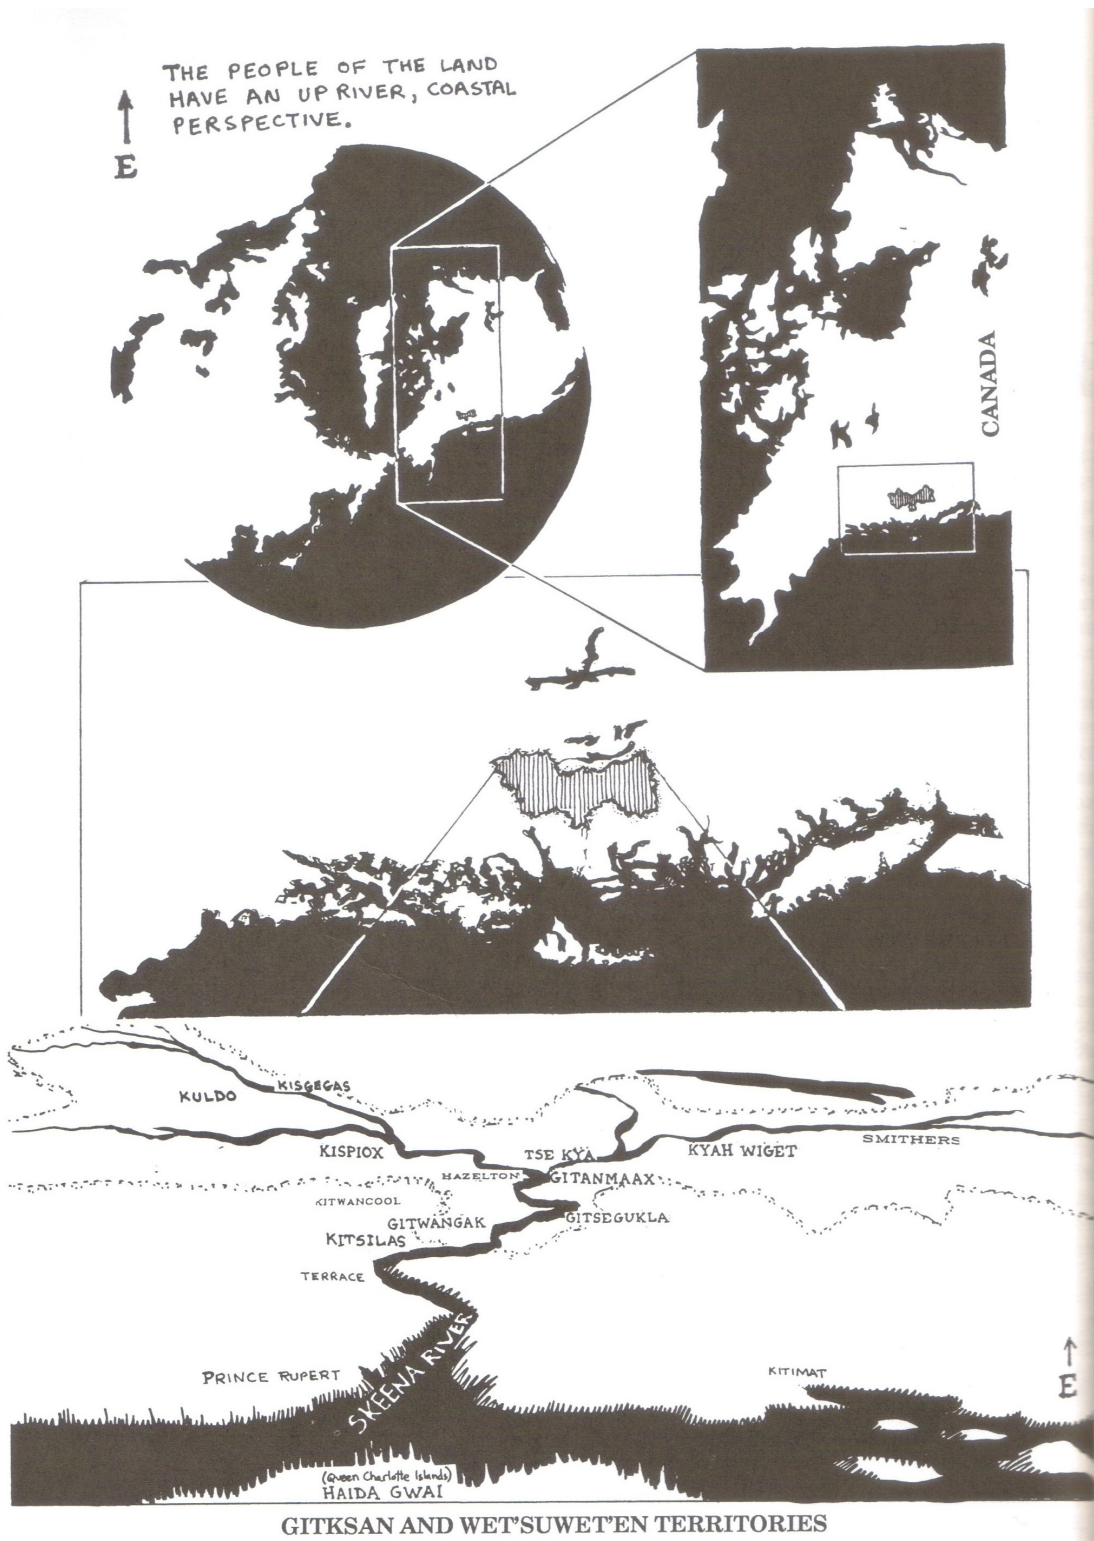 THE PEOPLE OF THE LAND
HAVE AN UP RIVER, COASTAL
PERSPECTIVE.
E
CANADA
KULDO
KISGEGAS
KISPIOX
TSE KYA
KYAH WIGET
SMITHERS
HAZELTON
GITANMAAX
KITWANCOOL
GITWANGAK
GITSEGUKLA
KITSILAS
TERRACE
SKEENA RIVER
PRINCE RUPERT
KITIMAT
E
(Queen Charlotte Islands)
HAIDA GWAI
GITKSAN AND WET'SUWET'EN TERRITORIES